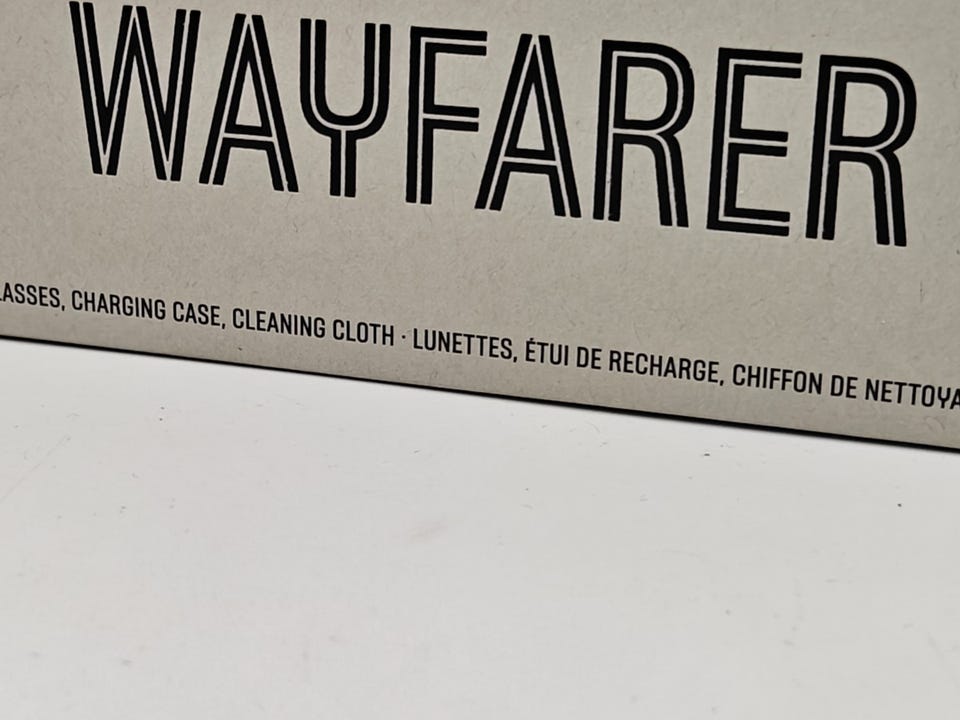 WAYFARER
LASSES, CHARGING CASE, CLEANING CLOTH · LUNETTES, ÉTUI DE RECHARGE, CHIFFON DE NETTOYA